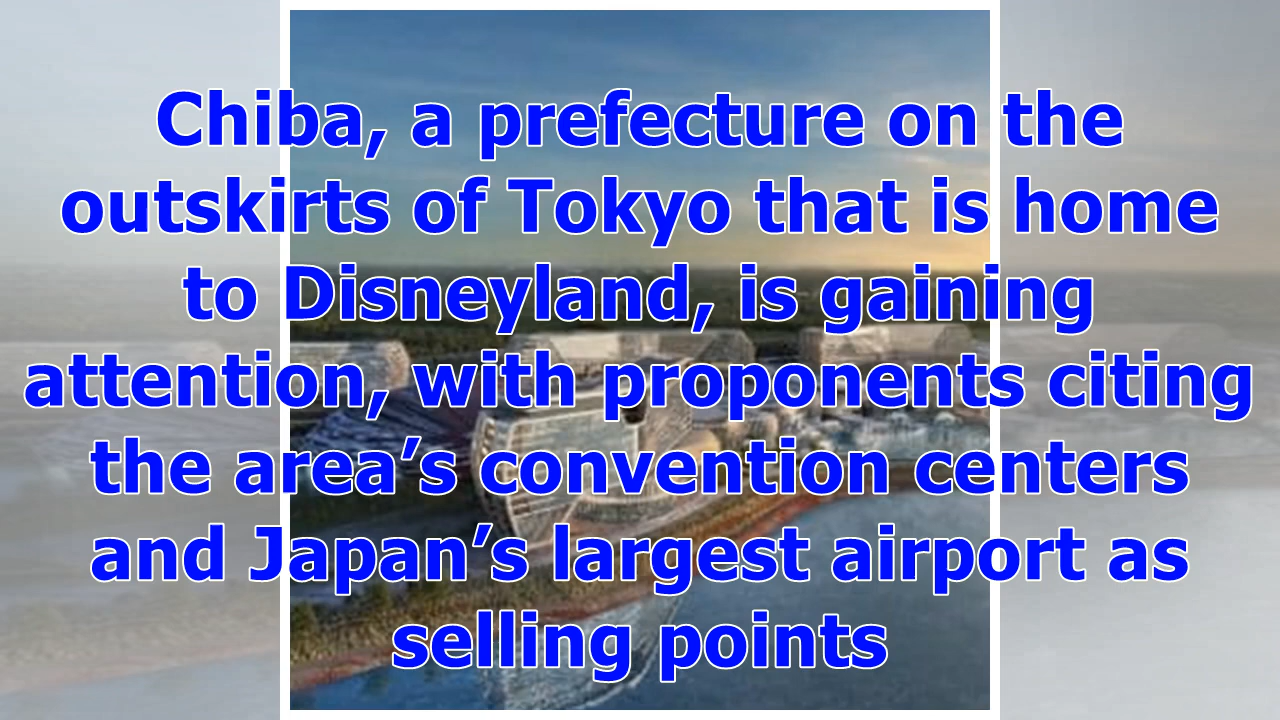 Chiba, a prefecture on the
outskirts of Tokyo that is home
to Disneyland, is gaining
attention, with proponents citing
the area’s convention centers
and Japan’s largest airport as
selling points